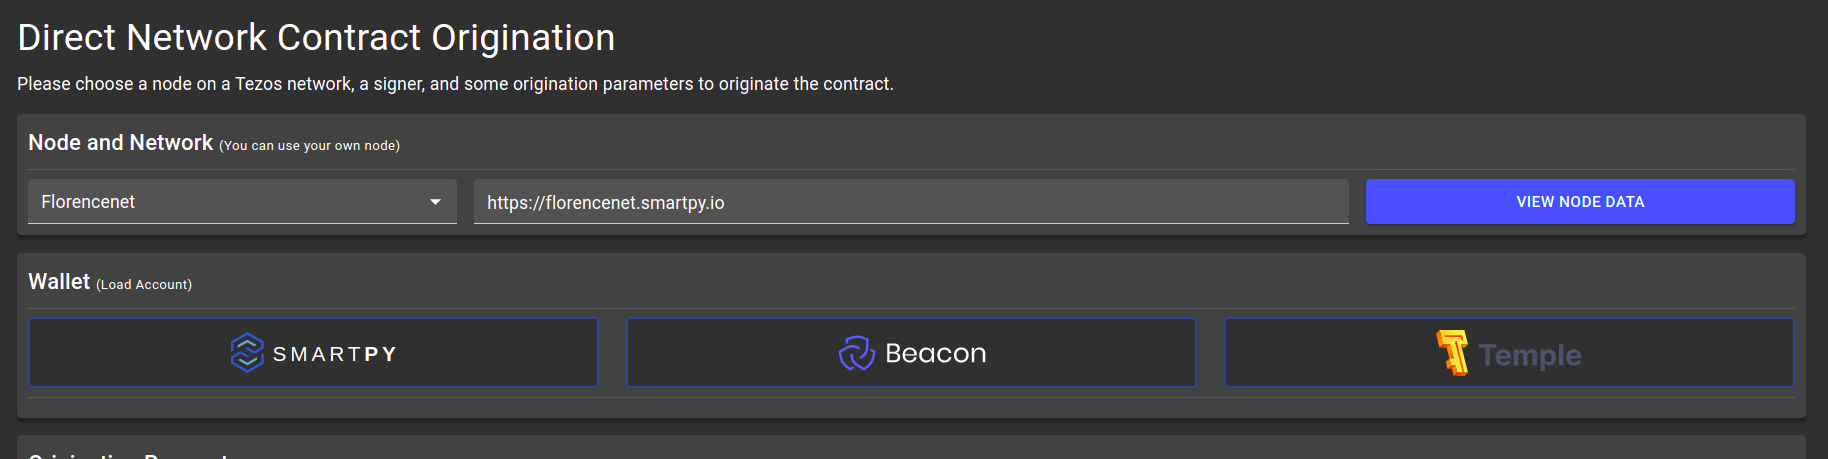 Direct Network Contract Origination
Please choose a node on a Tezos network, a signer, and some origination parameters to originate the contract.
Node and Network (You can use your own node)
Florencenet https://florencenet.smartpy.io VIEW NODE DATA
Wallet (Load Account)
SMARTPY Beacon Temple